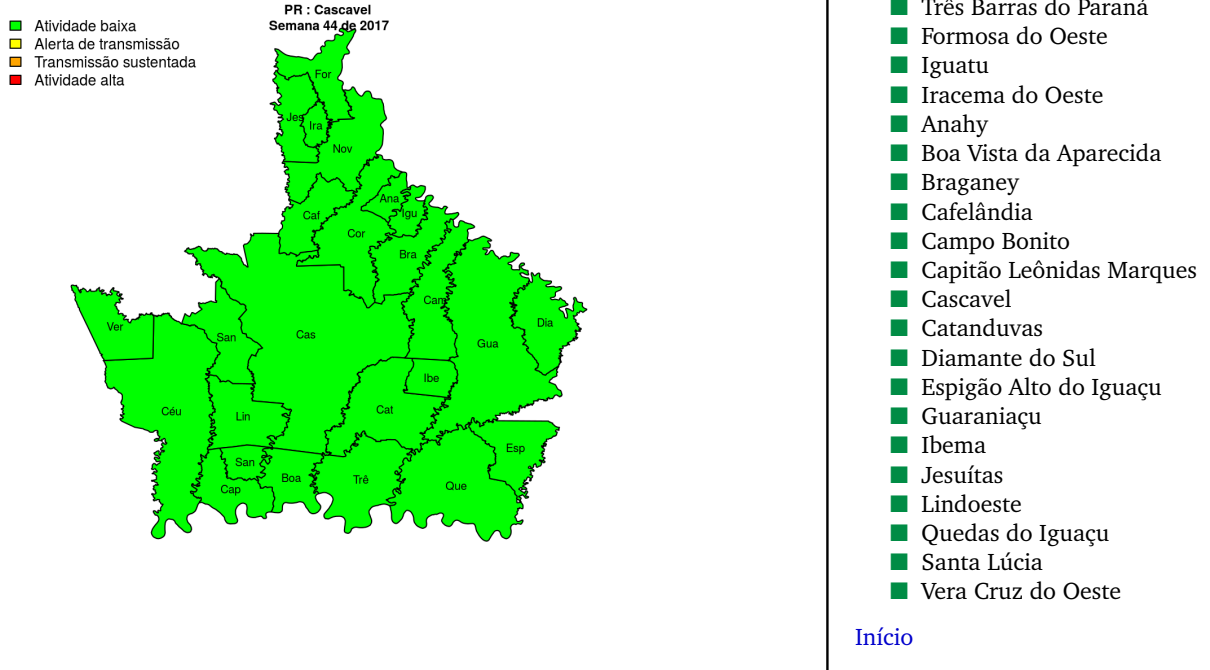 PR : Cascavel
Semana 44 de 2017
Atividade baixa
Alerta de transmissão
Transmissão sustentada
Atividade alta
For
Jes
Ira
Nov
Ana
Igu
Caf
Cor
Bra
Cam
Ver
San
Cas
Gua
Dia
Ibe
Céu
Lin
Cat
San
Cap
Boa
Trê
Que
Esp
Três Barras do Paraná
Formosa do Oeste
Iguatu
Iracema do Oeste
Anahy
Boa Vista da Aparecida
Braganey
Cafelândia
Campo Bonito
Capitão Leônidas Marques
Cascavel
Catanduvas
Diamante do Sul
Espigão Alto do Iguaçu
Guaraniaçu
Ibema
Jesuítas
Lindoeste
Quedas do Iguaçu
Santa Lúcia
Vera Cruz do Oeste
Início